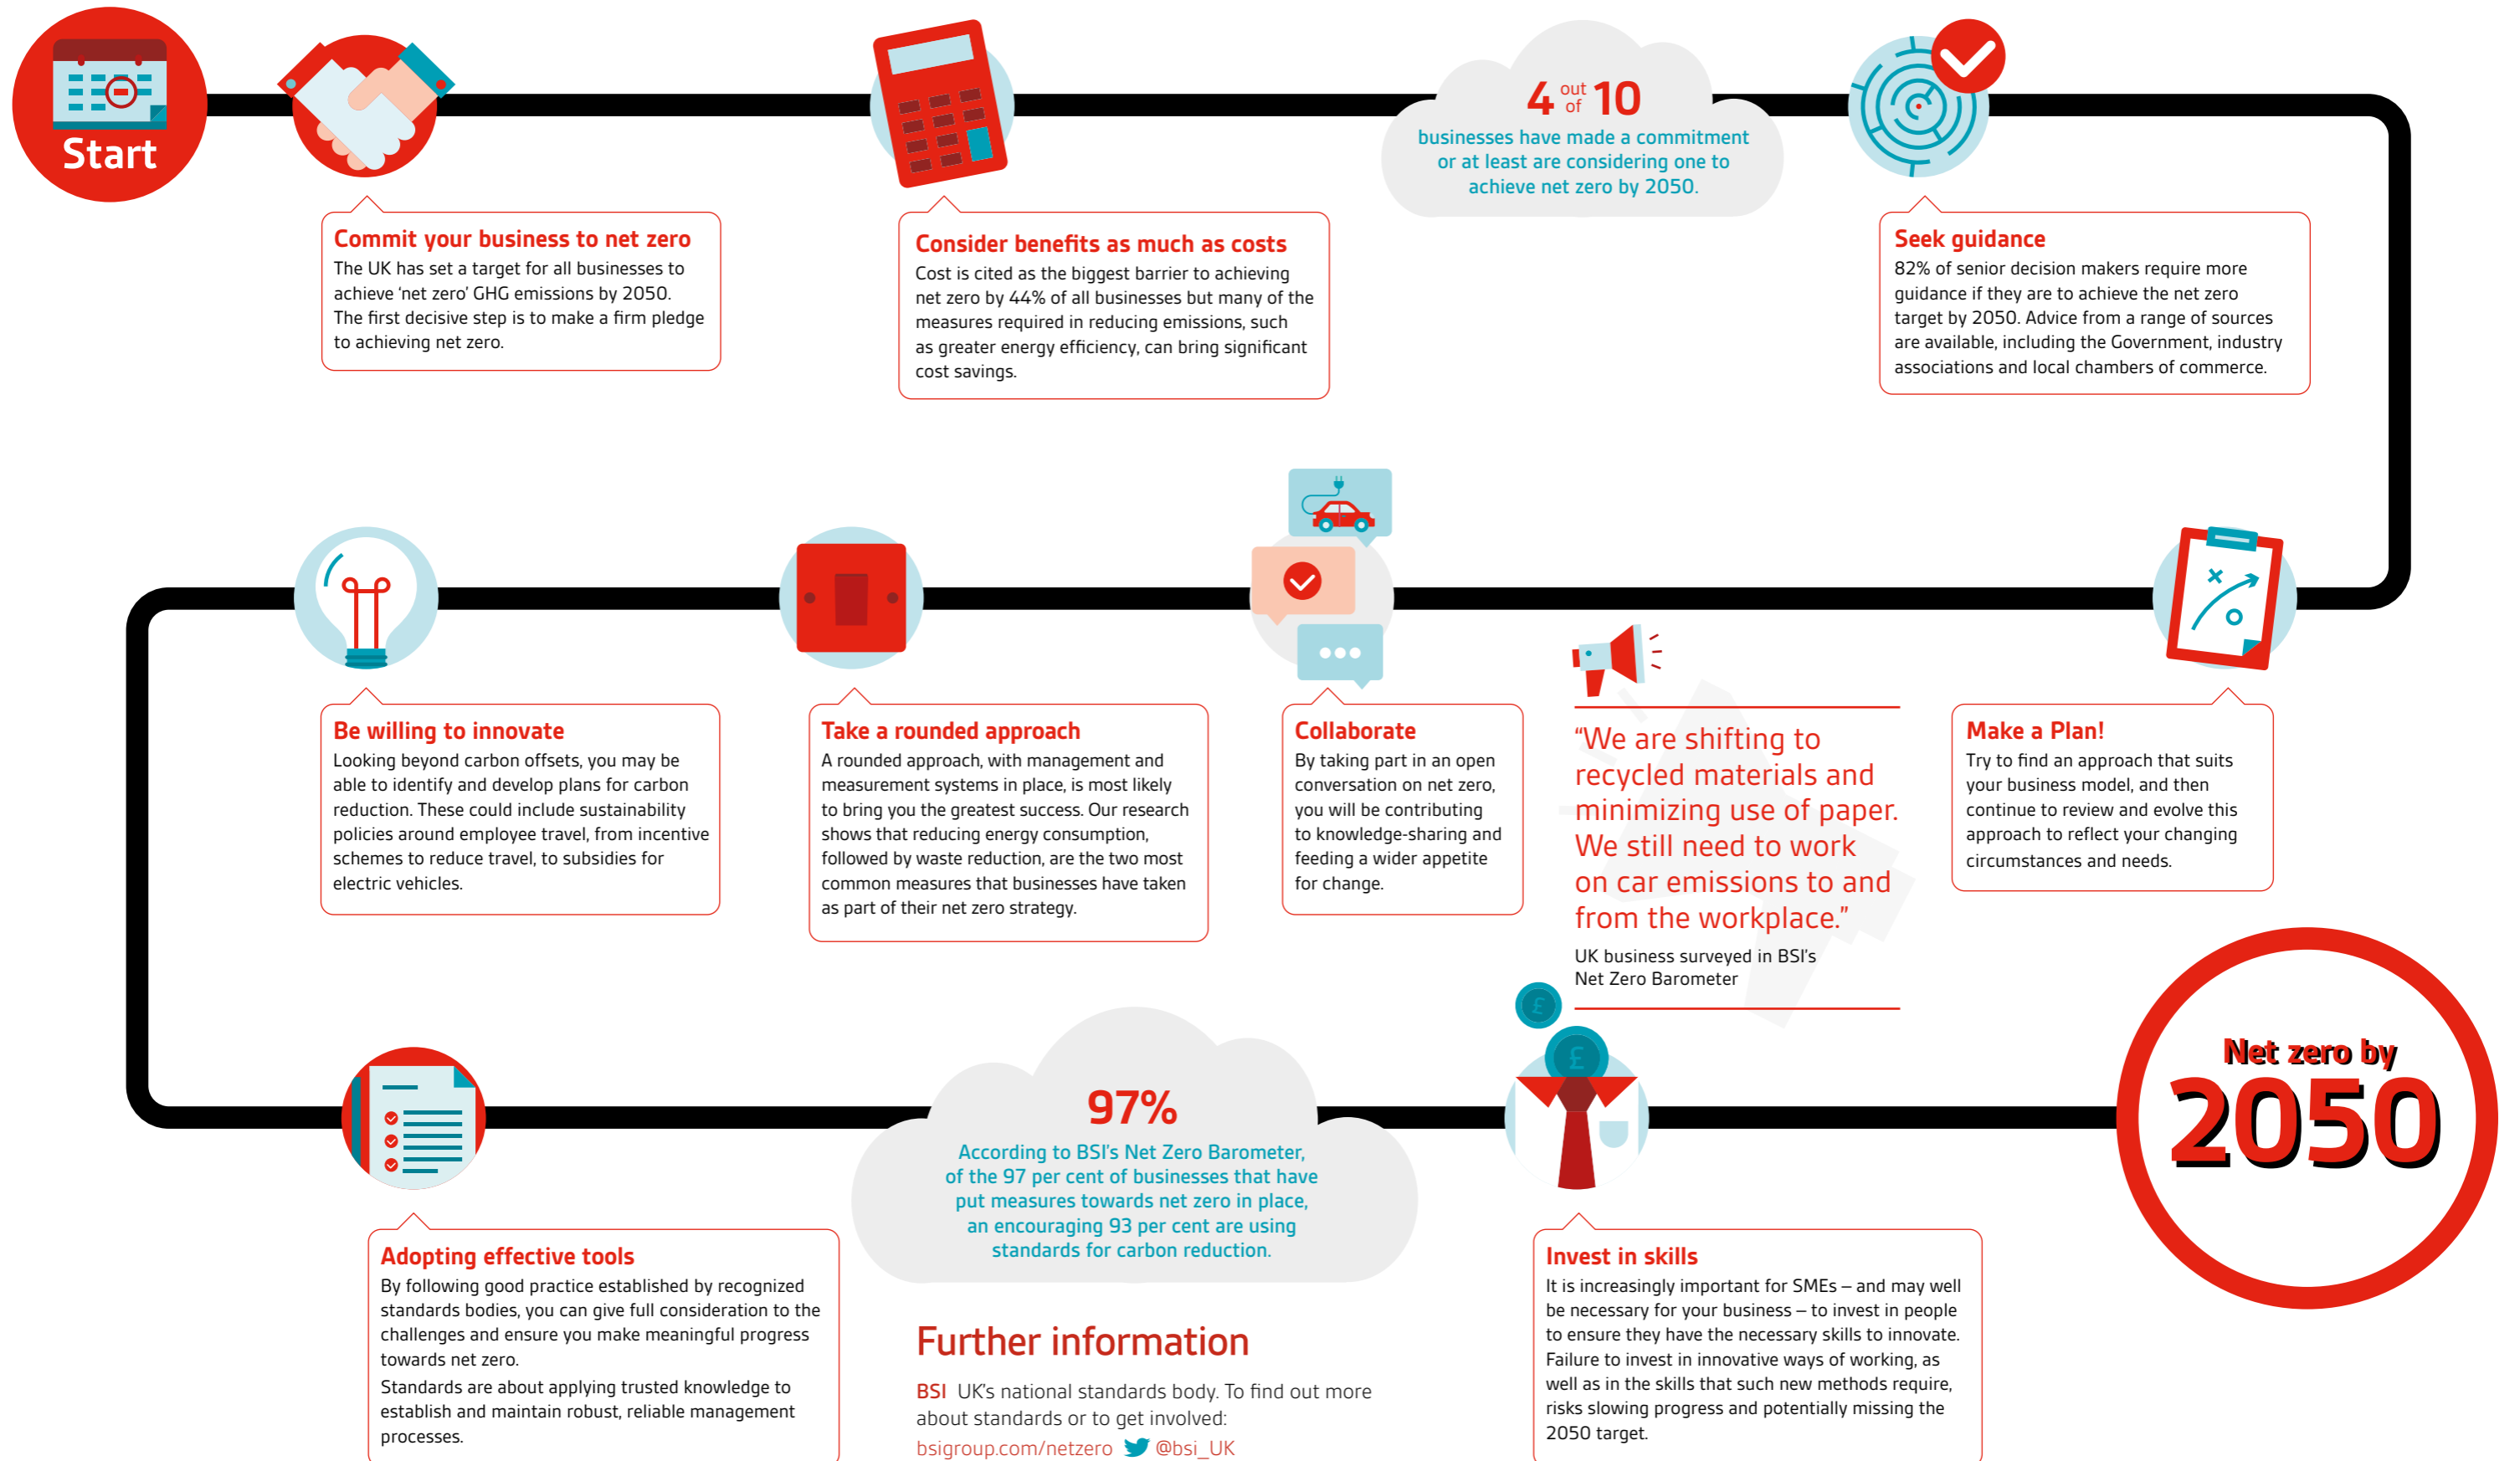 Start
Commit your business to net zero
The UK has set a target for all businesses to
achieve ‘net zero’ GHG emissions by 2050.
The first decisive step is to make a firm pledge
to achieving net zero.
Consider benefits as much as costs
Cost is cited as the biggest barrier to achieving
net zero by 44% of all businesses but many of the
measures required in reducing emissions, such
as greater energy efficiency, can bring significant
cost savings.
4 out of 10
businesses have made a commitment
or at least are considering one to
achieve net zero by 2050.
Seek guidance
82% of senior decision makers require more
guidance if they are to achieve the net zero
target by 2050. Advice from a range of sources
are available, including the Government, industry
associations and local chambers of commerce.
Make a Plan!
Try to find an approach that suits
your business model, and then
continue to review and evolve this
approach to reflect your changing
circumstances and needs.
“We are shifting to
recycled materials and
minimizing use of paper.
We still need to work
on car emissions to and
from the workplace.”
UK business surveyed in BSI’s
Net Zero Barometer
Collaborate
By taking part in an open
conversation on net zero,
you will be contributing
to knowledge-sharing and
feeding a wider appetite
for change.
Take a rounded approach
A rounded approach, with management and
measurement systems in place, is most likely
to bring you the greatest success. Our research
shows that reducing energy consumption,
followed by waste reduction, are the two most
common measures that businesses have taken
as part of their net zero strategy.
Be willing to innovate
Looking beyond carbon offsets, you may be
able to identify and develop plans for carbon
reduction. These could include sustainability
policies around employee travel, from incentive
schemes to reduce travel, to subsidies for
electric vehicles.
Adopting effective tools
By following good practice established by recognized
standards bodies, you can give full consideration to the
challenges and ensure you make meaningful progress
towards net zero.
Standards are about applying trusted knowledge to
establish and maintain robust, reliable management
processes.
97%
According to BSI’s Net Zero Barometer,
of the 97 per cent of businesses that have
put measures towards net zero in place,
an encouraging 93 per cent are using
standards for carbon reduction.
Further information
BSI UK’s national standards body. To find out more
about standards or to get involved:
bsigroup.com/netzero @bsi_UK
£
£
Invest in skills
It is increasingly important for SMEs – and may well
be necessary for your business – to invest in people
to ensure they have the necessary skills to innovate.
Failure to invest in innovative ways of working, as
well as in the skills that such new methods require,
risks slowing progress and potentially missing the
2050 target.
Net zero by
2050